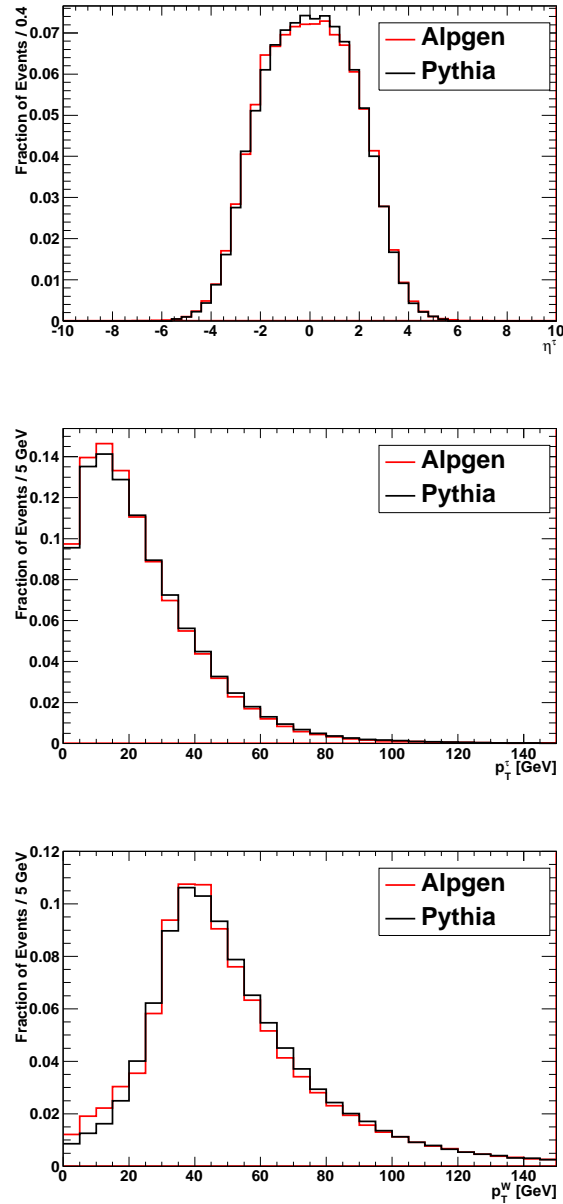 Fraction of Events / 0.4
0.07
0.06
0.05
0.04
0.03
0.02
0.01
0
Alpgen
Pythia
-10 -8 -6 -4 -2 0 2 4 6 8 10
η^τ
Fraction of Events / 5 GeV
0.14
0.12
0.1
0.08
0.06
0.04
0.02
0
Alpgen
Pythia
0 20 40 60 80 100 120 140
p_T^τ [GeV]
Fraction of Events / 5 GeV
0.12
0.1
0.08
0.06
0.04
0.02
0
Alpgen
Pythia
0 20 40 60 80 100 120 140
p_T^W [GeV]